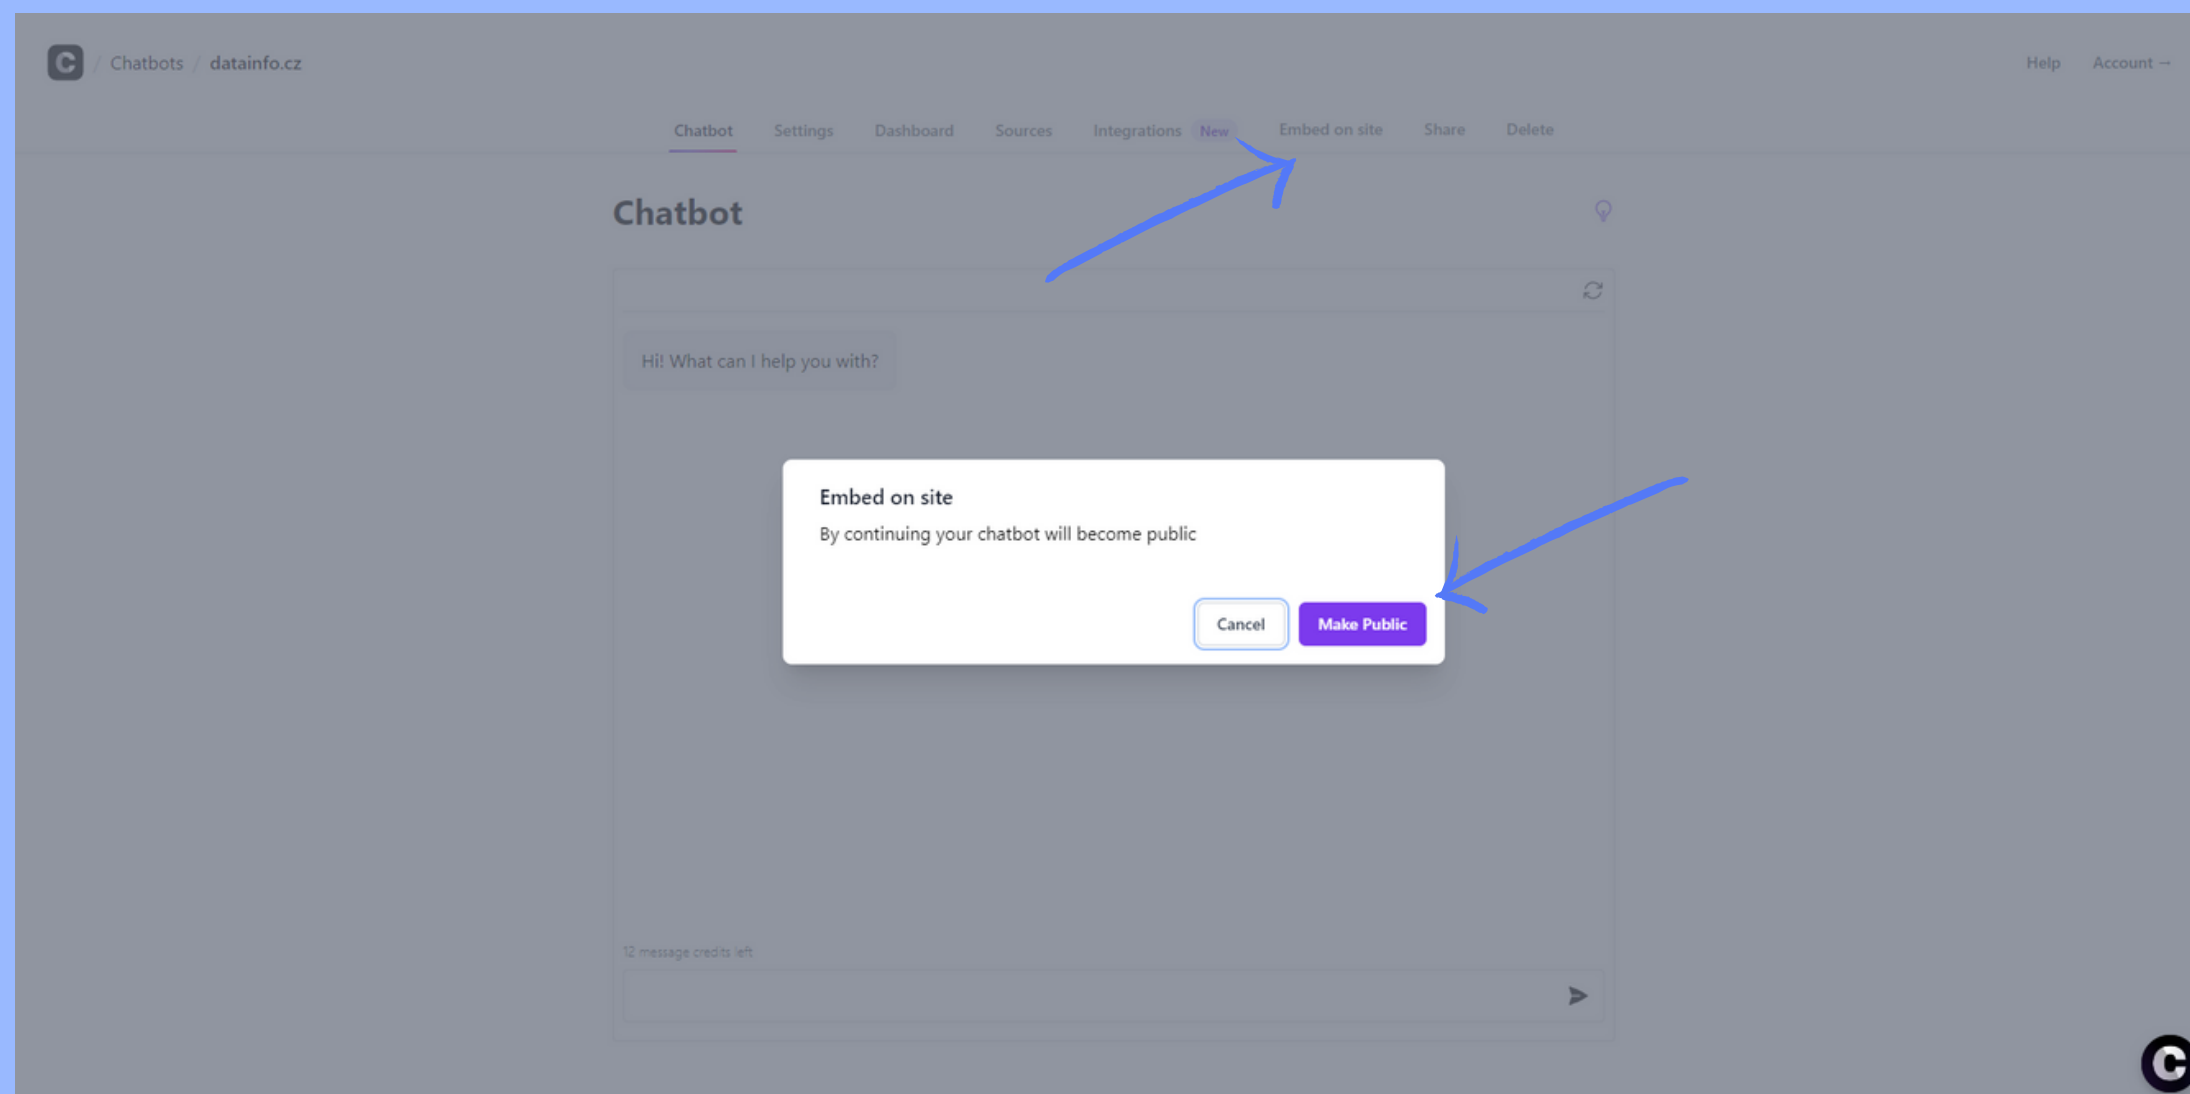 C / Chatbots / datainfo.cz
Help Account →
Chatbot Settings Dashboard Sources Integrations New Embed on site Share Delete
Chatbot
Hi! What can I help you with?
Embed on site
By continuing your chatbot will become public
Cancel Make Public
12 message credits left
C